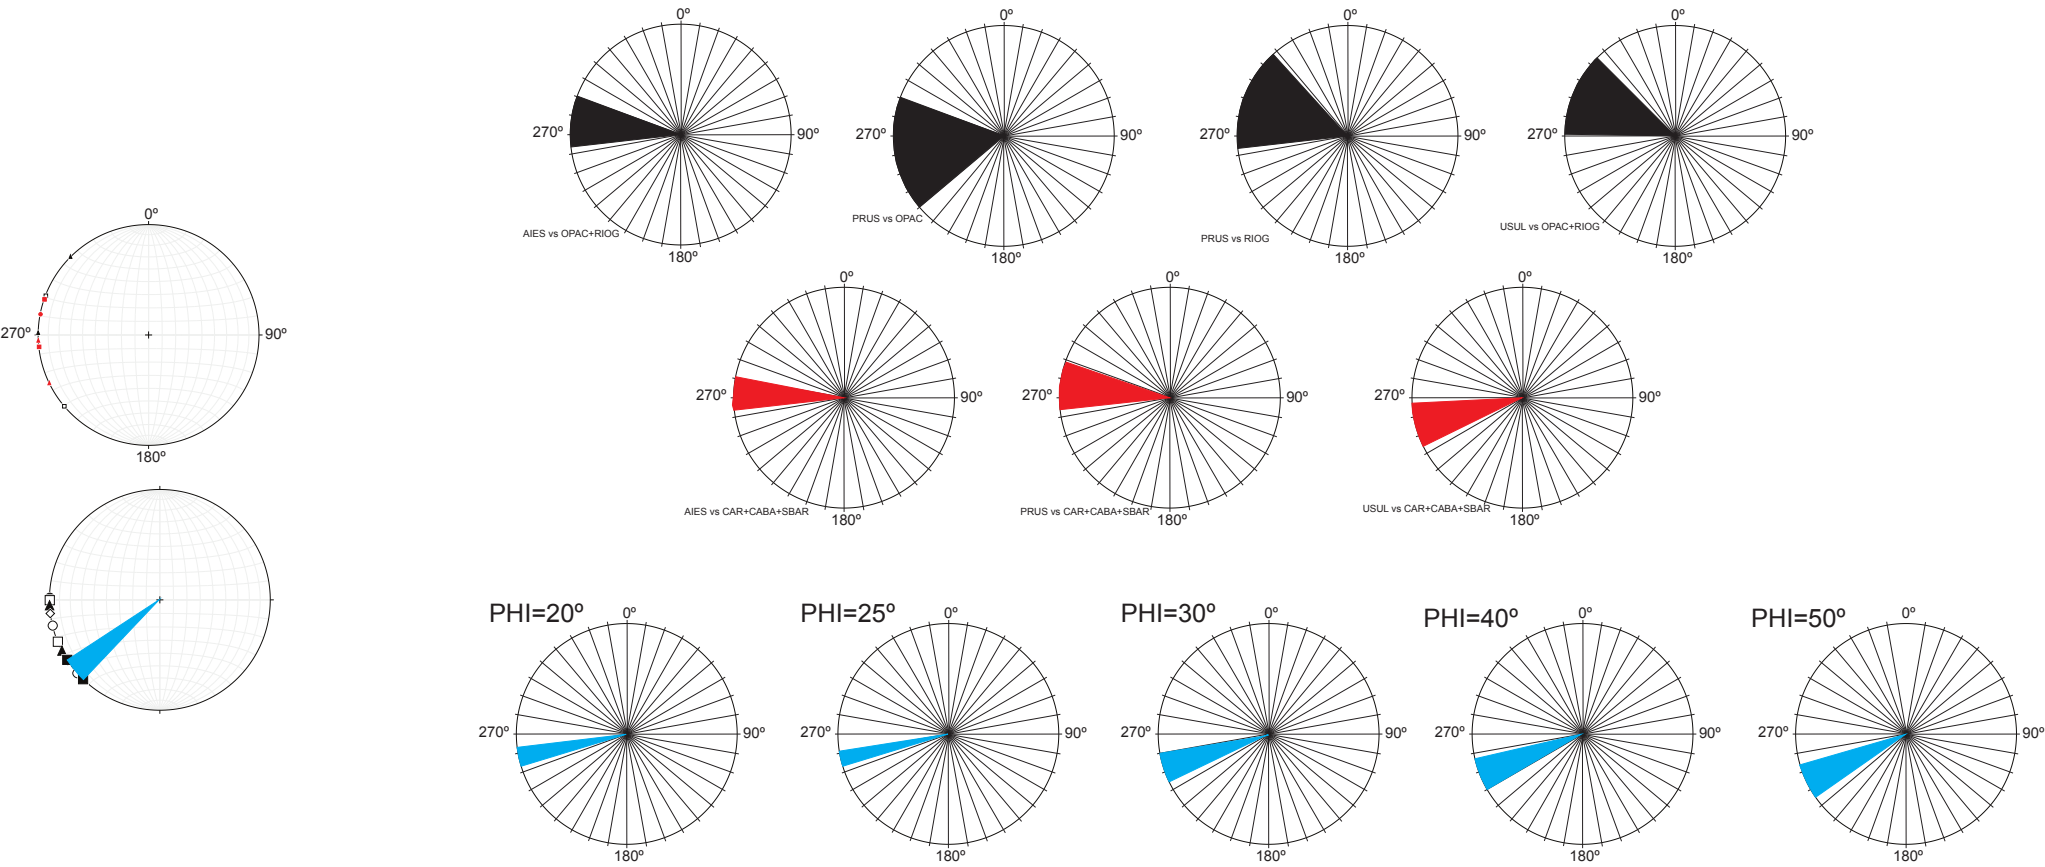 0º 0º 0º 0º
270º 90º 270º 90º 270º 90º 270º 90º
AIES vs OPAC+RIOG
PRUS vs OPAC
PRUS vs RIOG
USUL vs OPAC+RIOG
180º 180º 180º 180º
0º
270º 90º
180º
0º 0º 0º
270º 90º 270º 90º 270º 90º
AIES vs CAR+CABA+SBAR
PRUS vs CAR+CABA+SBAR
USUL vs CAR+CABA+SBAR
180º 180º 180º
PHI=20º 0º PHI=25º 0º PHI=30º 0º PHI=40º 0º PHI=50º 0º
270º 90º 270º 90º 270º 90º 270º 90º 270º 90º
180º 180º 180º 180º 180º